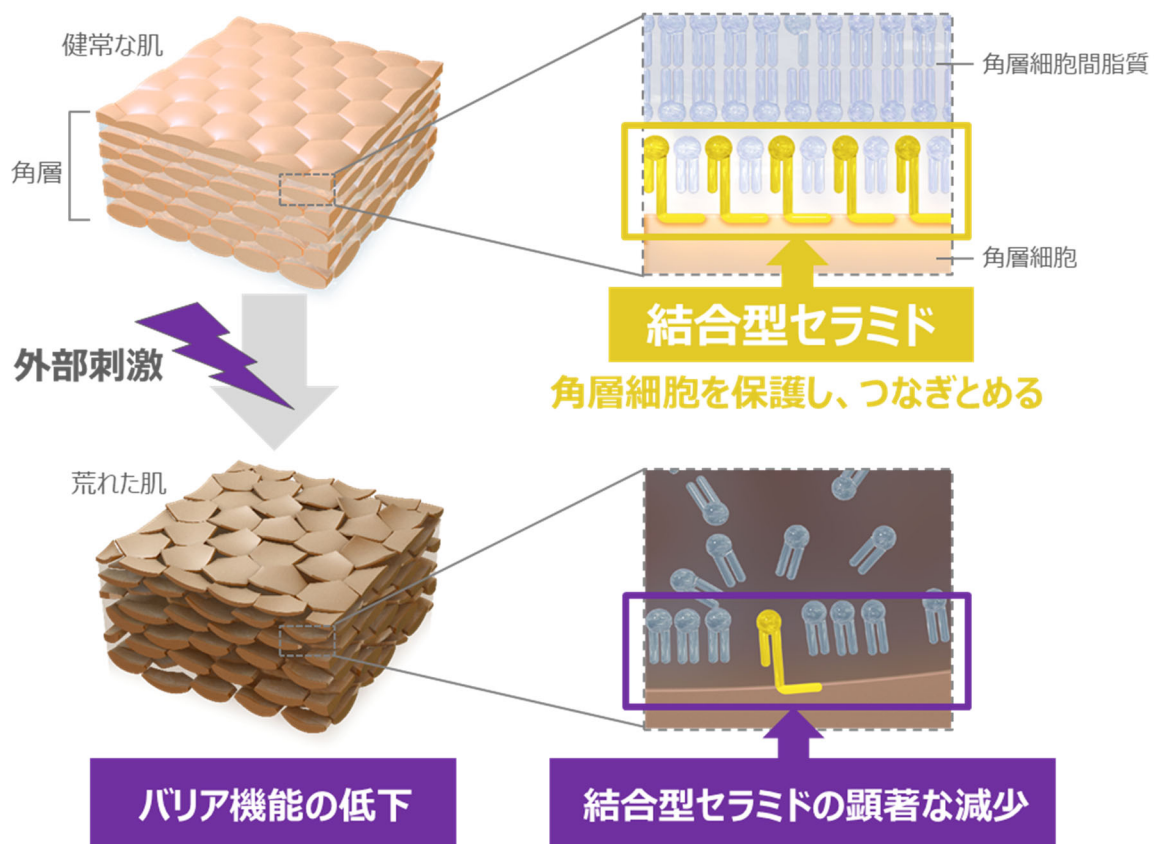 健常な肌
角層
角層細胞間脂質
角層細胞
結合型セラミド
角層細胞を保護し、つなぎとめる
外部刺激
荒れた肌
バリア機能の低下
結合型セラミドの顕著な減少